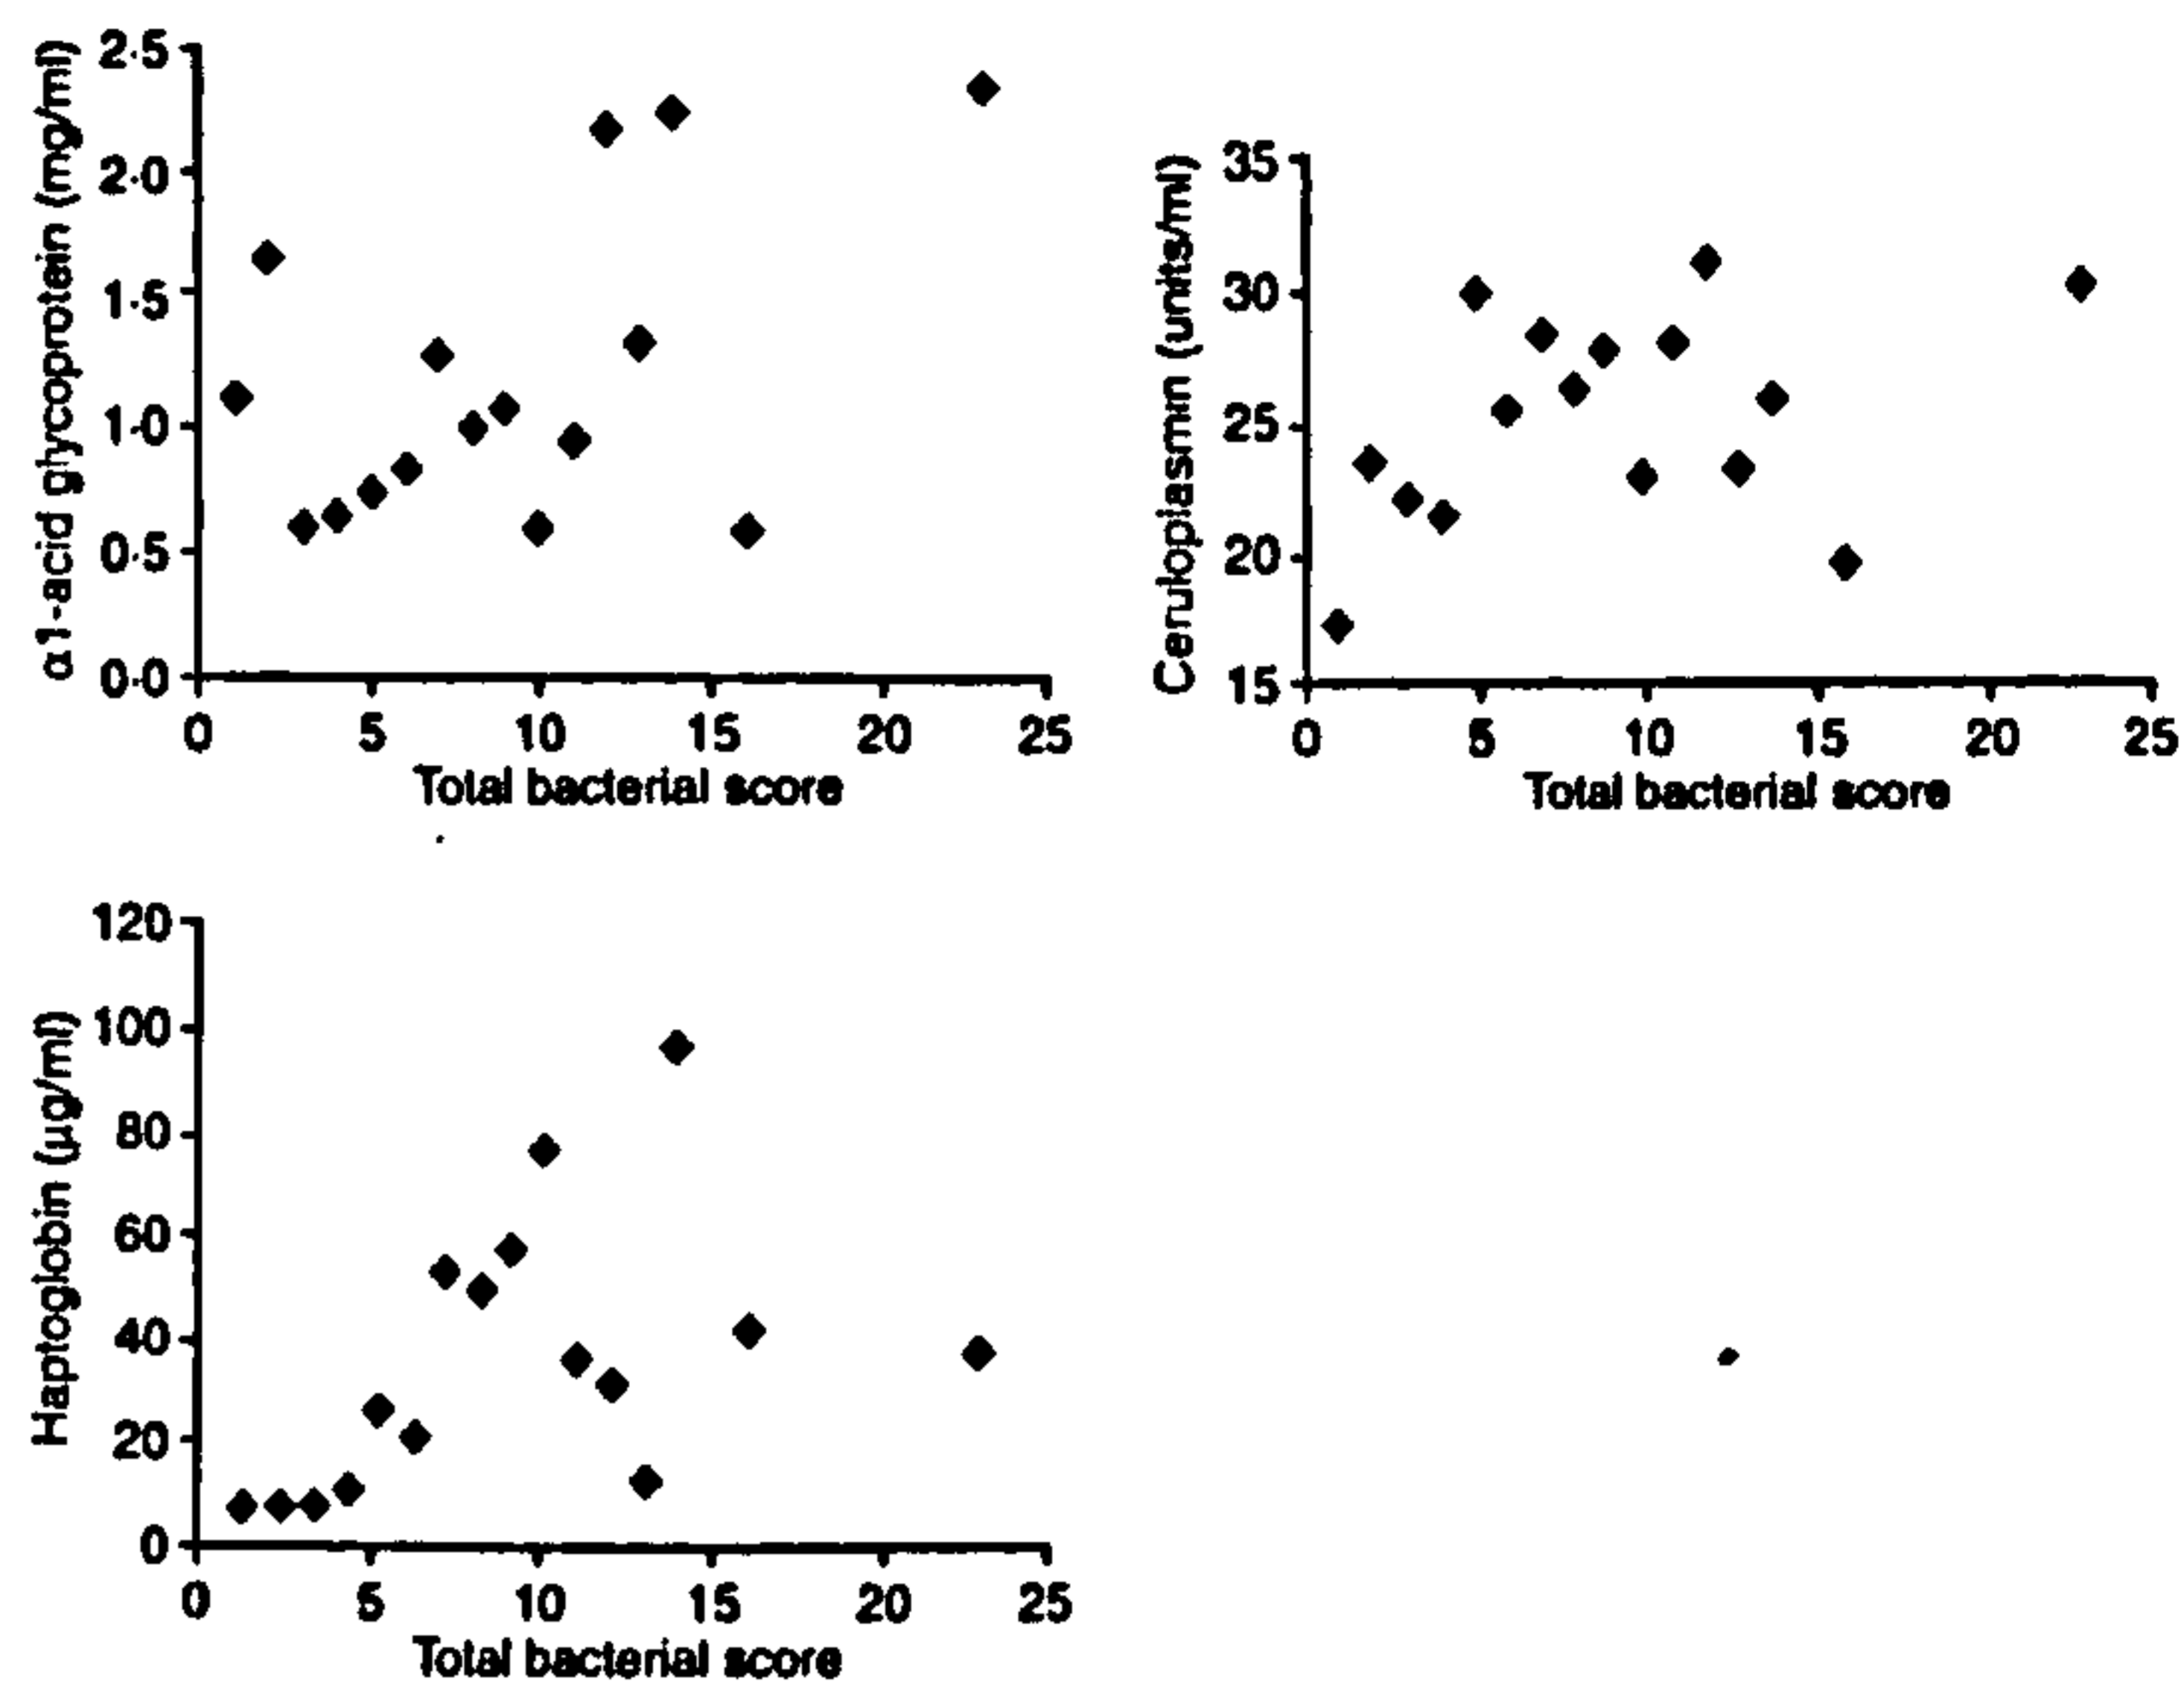 α1-acid glycoprotein (mg/ml)
2·5
2·0
1·5
1·0
0·5
0·0
0 5 10 15 20 25
Total bacterial score
Ceruloplasmin (units/ml)
35
30
25
20
15
0 5 10 15 20 25
Total bacterial score
Haptoglobin (µg/ml)
120
100
80
60
40
20
0
0 5 10 15 20 25
Total bacterial score